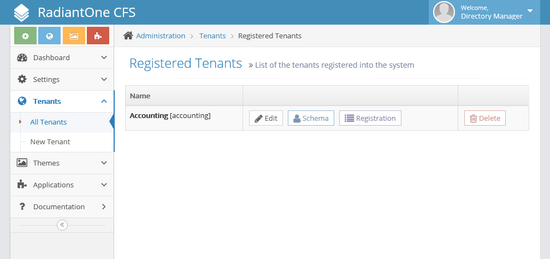 RadiantOne CFS
Welcome,
Directory Manager
Administration > Tenants > Registered Tenants
Dashboard
Settings
Tenants
All Tenants
New Tenant
Themes
Applications
Documentation
Registered Tenants » List of the tenants registered into the system
Name
Accounting [accounting] Edit Schema Registration Delete